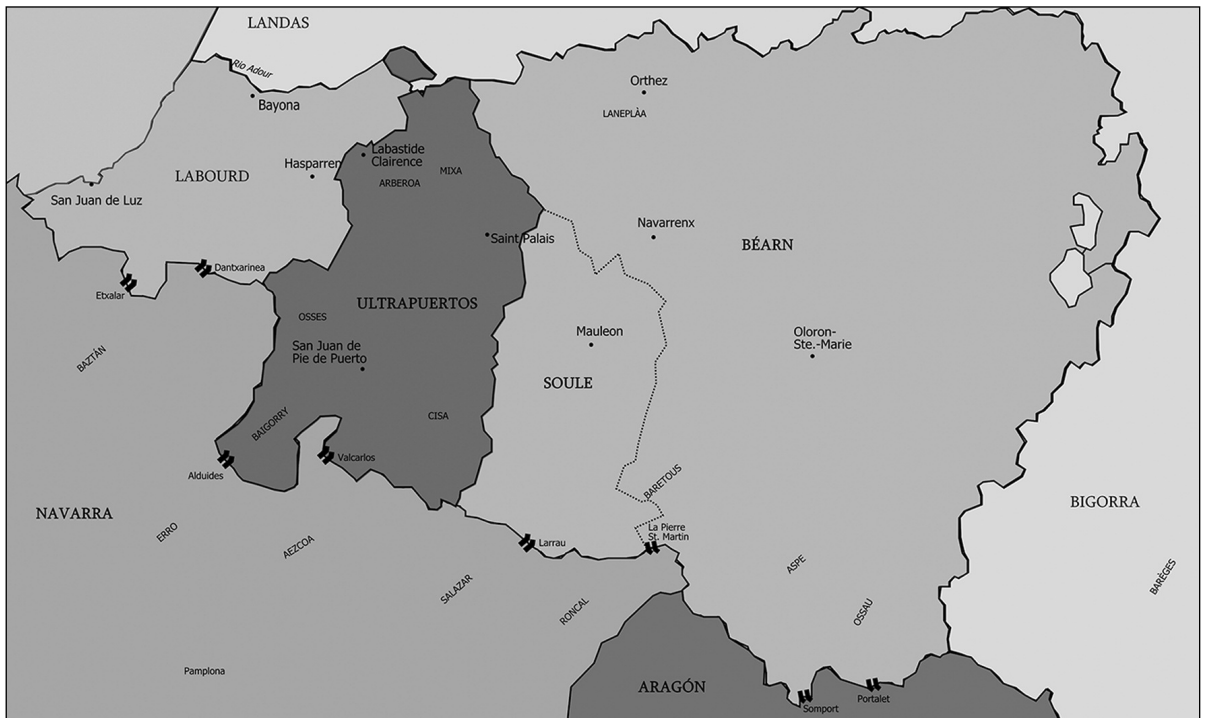 LANDAS
Rio Adour
Orthez
Bayona
LANEPLÀA
Labastide
Clairence
Hasparren
MIXA
LABOURD
ARBEROA
San Juan de Luz
Navarrenx
Saint Palais
BÉARN
Dantxarinea
Etxalar
ULTRAPUERTOS
OSSES
Mauleon
Oloron-
Ste.-Marie
San Juan de
Pie de Puerto
BAZTÁN
SOULE
CISA
BAIGORRY
Valcarlos
Alduides
BARETOUS
BIGORRA
NAVARRA
La Pierre
St. Martin
ERRO
AEZCOA
Larrau
ASPE
BARÈGES
SALAZAR
RONCAL
OSSAU
Pamplona
ARAGÓN
Portalet
Somport